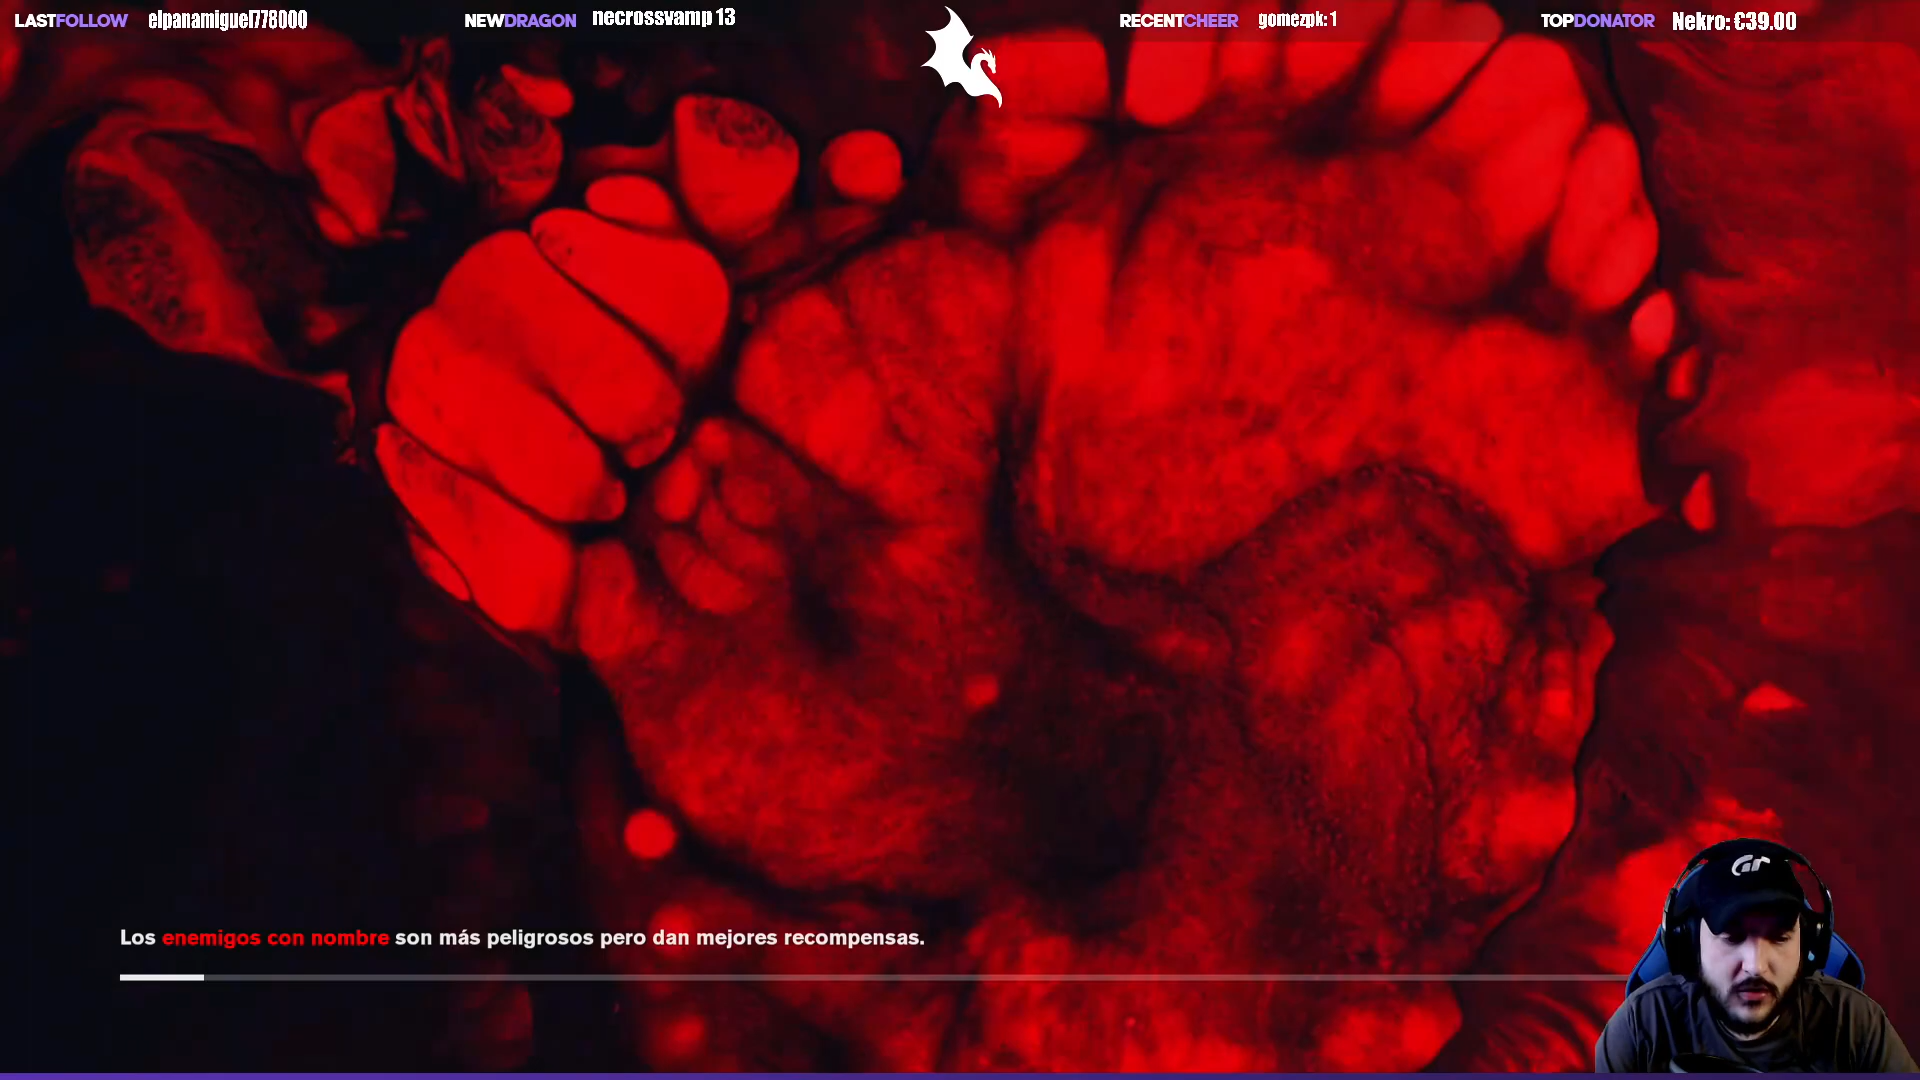 LASTFOLLOW elpanamiguel778000 NEWDRAGON necrossvamp 13 RECENTCHEER gomezpk: 1 TOPDONATOR Nekro: €39.00
Los enemigos con nombre son más peligrosos pero dan mejores recompensas.